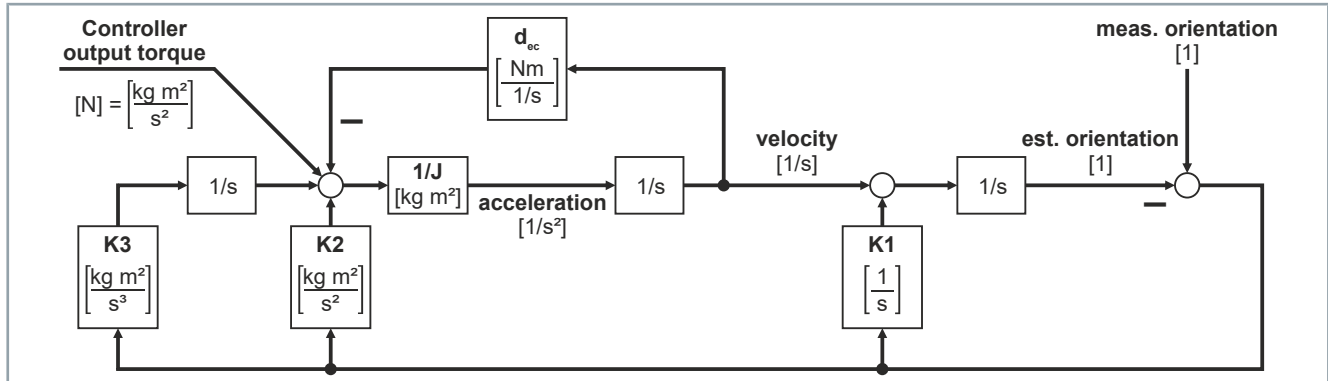 Controller
output torque
[N] = [kg m²
s²]
d_ec
[Nm
1/s]
meas. orientation
[1]
velocity
[1/s]
est. orientation
[1]
1/s
1/J
[kg m²]
acceleration
[1/s²]
1/s
1/s
K3
[kg m²
s³]
K2
[kg m²
s²]
K1
[1
s]